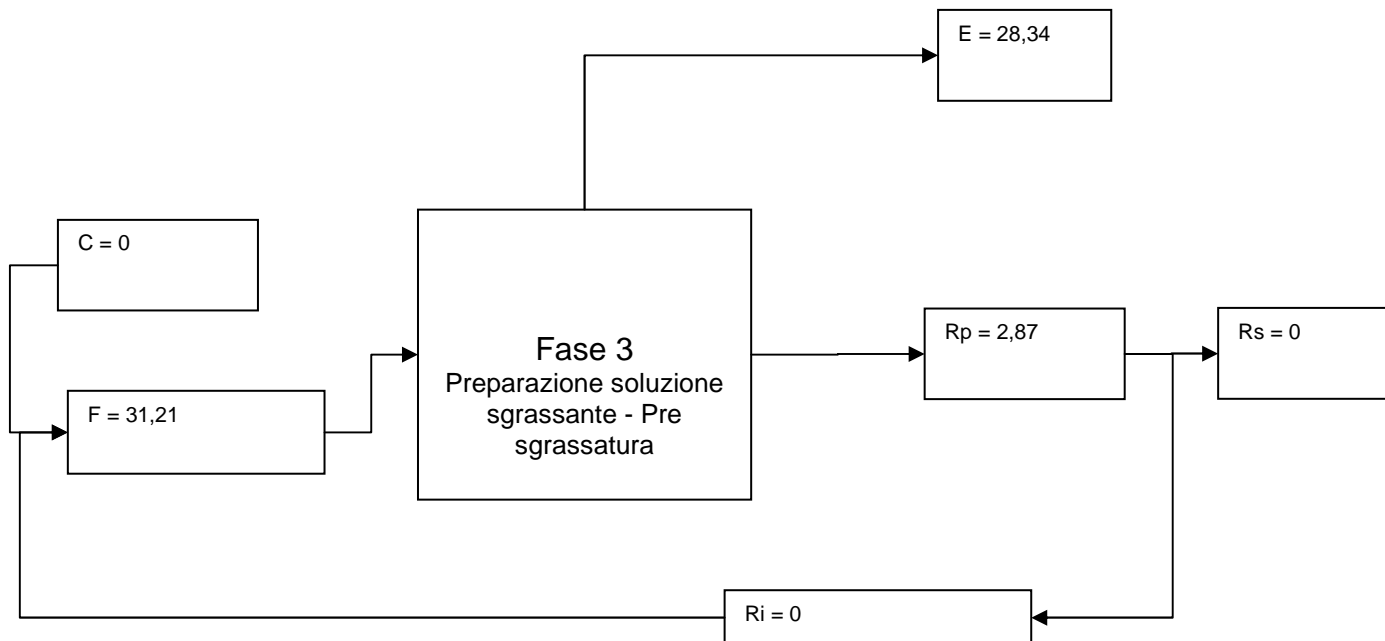 E = 28,34
C = 0
Fase 3
Preparazione soluzione
sgrassante - Pre
sgrassatura
Rp = 2,87
Rs = 0
F = 31,21
Ri = 0